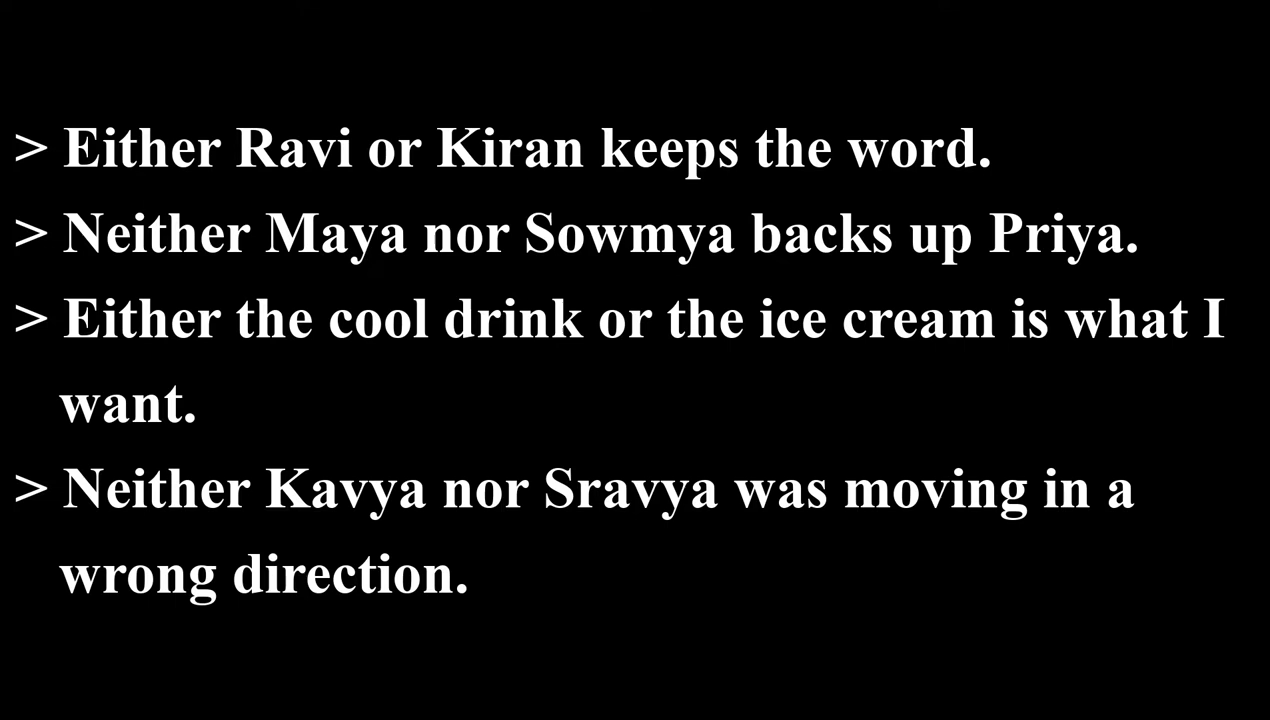 > Either Ravi or Kiran keeps the word.
> Neither Maya nor Sowmya backs up Priya.
> Either the cool drink or the ice cream is what I
want.
> Neither Kavya nor Sravya was moving in a
wrong direction.